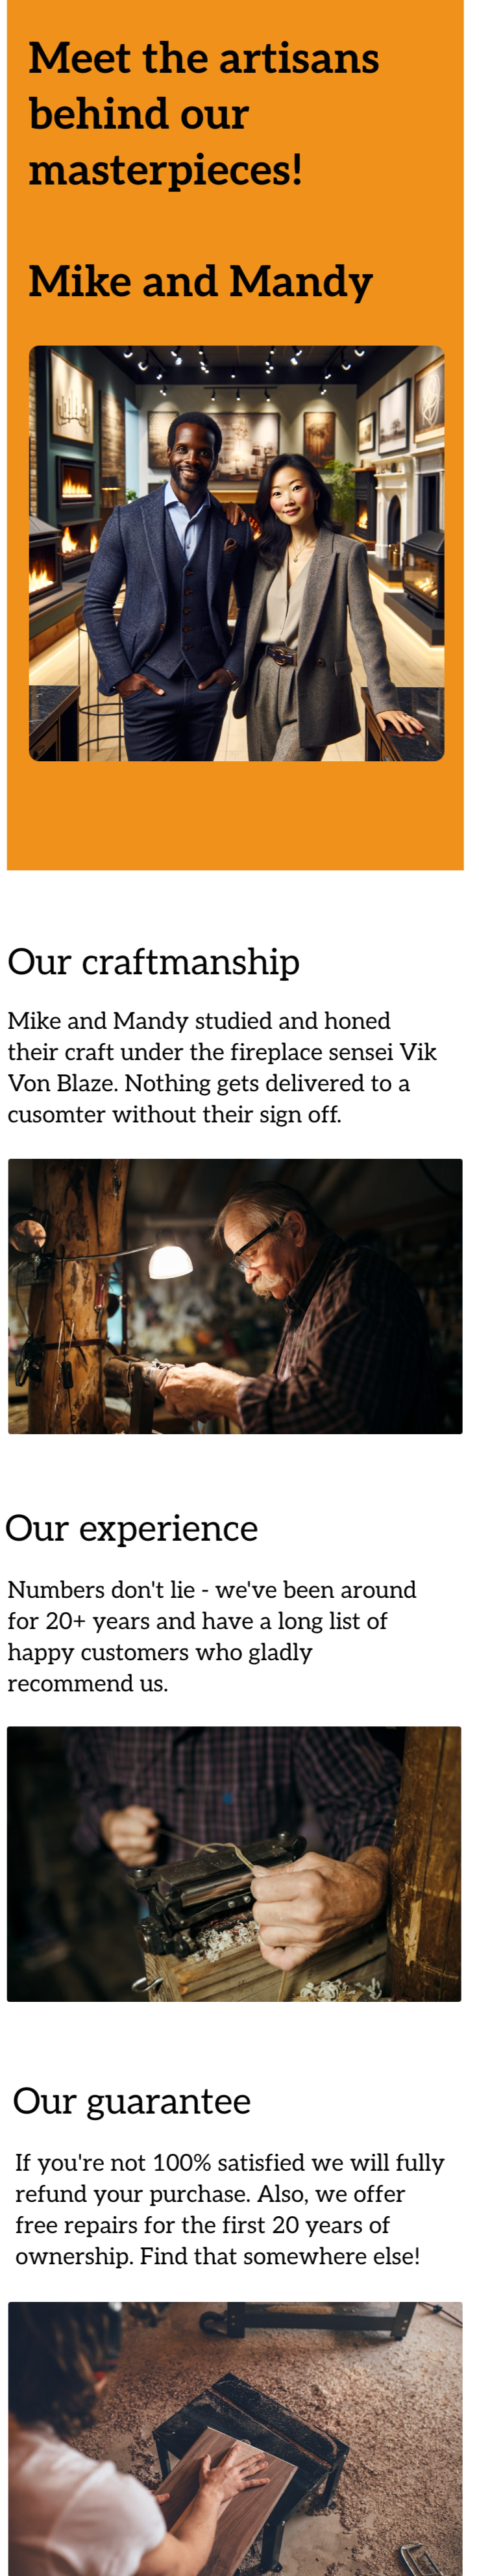 Meet the artisans
behind our
masterpieces!
Mike and Mandy
Our craftmanship
Mike and Mandy studied and honed
their craft under the fireplace sensei Vik
Von Blaze. Nothing gets delivered to a
cusomter without their sign off.
Our experience
Numbers don't lie - we've been around
for 20+ years and have a long list of
happy customers who gladly
recommend us.
Our guarantee
If you're not 100% satisfied we will fully
refund your purchase. Also, we offer
free repairs for the first 20 years of
ownership. Find that somewhere else!